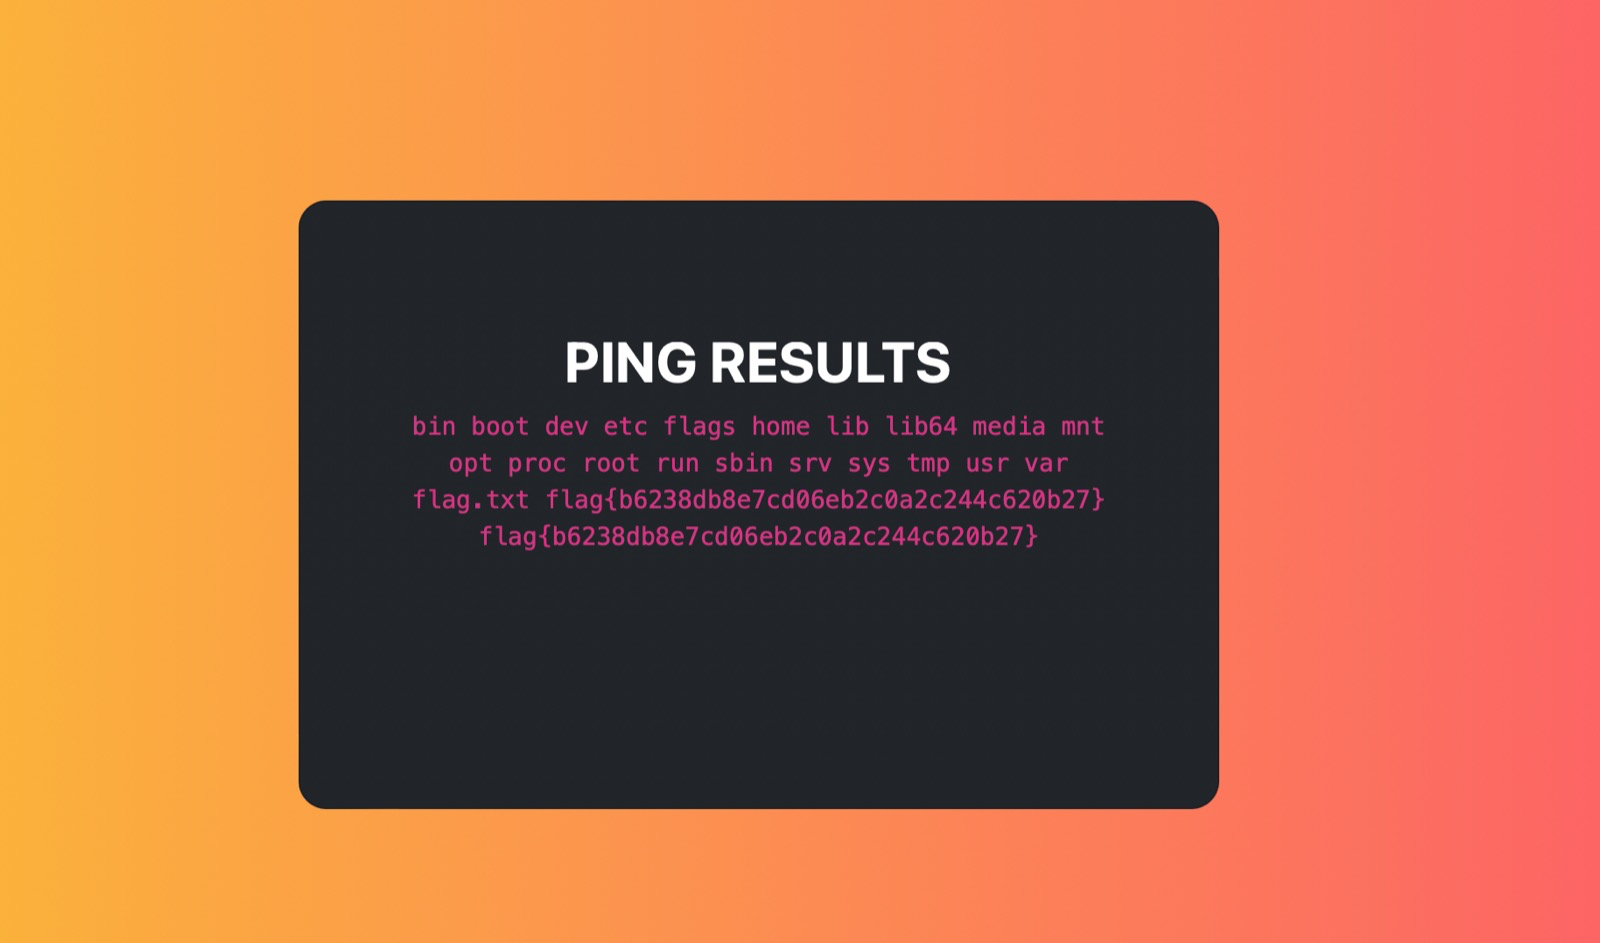 PING RESULTS
bin boot dev etc flags home lib lib64 media mnt
opt proc root run sbin srv sys tmp usr var
flag.txt flag{b6238db8e7cd06eb2c0a2c244c620b27}
flag{b6238db8e7cd06eb2c0a2c244c620b27}